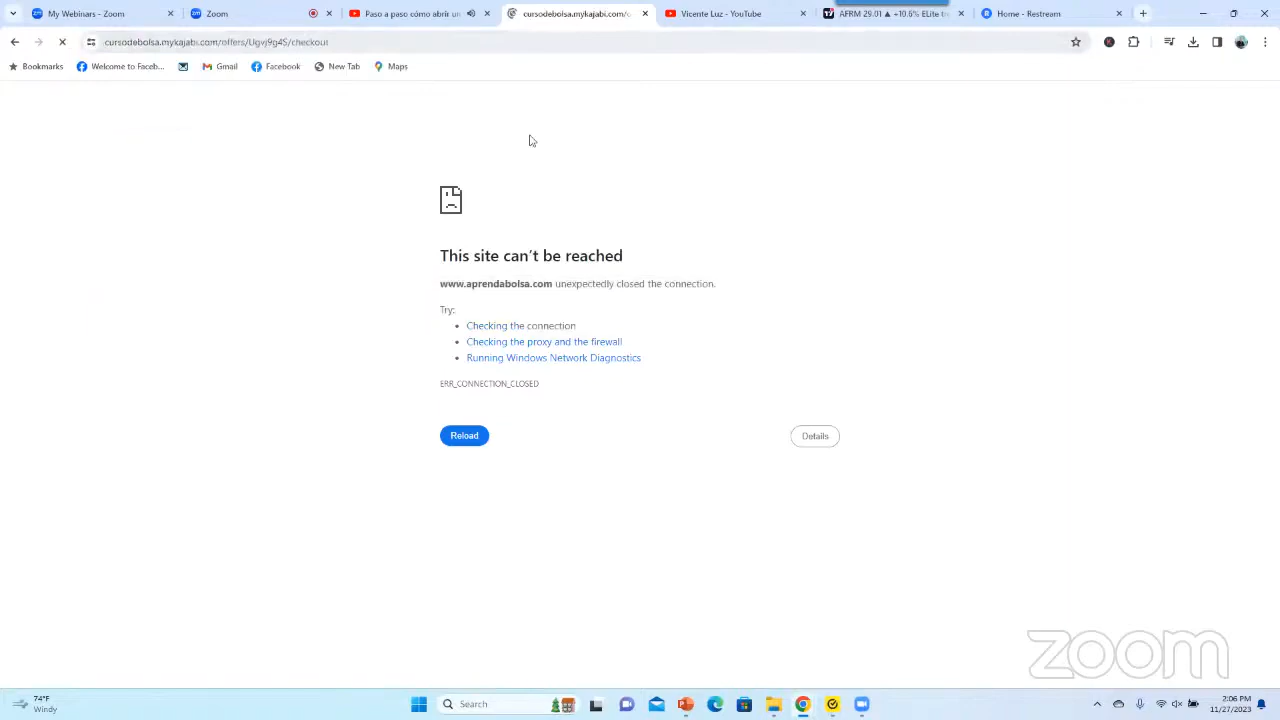 My Webinars - Zoom
Zoom
Paso a paso cómo abrir un
cursodebolsa.mykajabi.com/o
Vicente Luz - YouTube
AFRM 29.01 ▲ +10.6% ELite b
Home - Restream
cursodebolsa.mykajabi.com/offers/Ugvj9g4S/checkout
Bookmarks
Welcome to Faceb...
Gmail
Facebook
New Tab
Maps
This site can't be reached
www.aprendabolsa.com unexpectedly closed the connection.
Try:
• Checking the connection
• Checking the proxy and the firewall
• Running Windows Network Diagnostics
ERR_CONNECTION_CLOSED
Reload
Details
zoom
74°F
Windy
Search
2:06 PM
11/27/2023